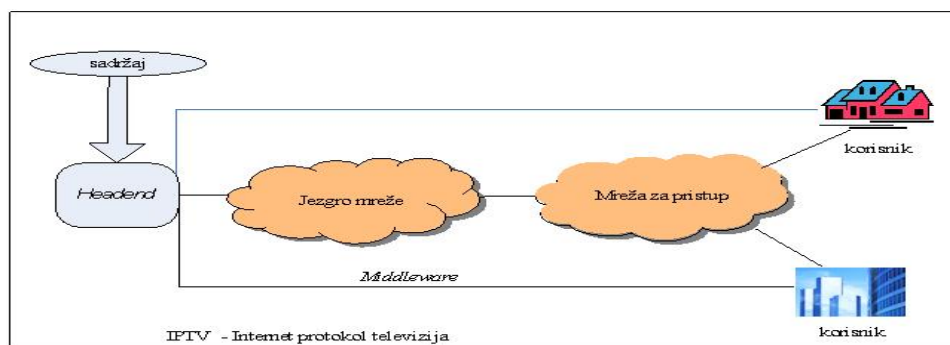 sadržaj
korisnik
Headend
Jezgro mreže
Mreža za pristup
Middleware
korisnik
IPTV - Internet protokol televizija